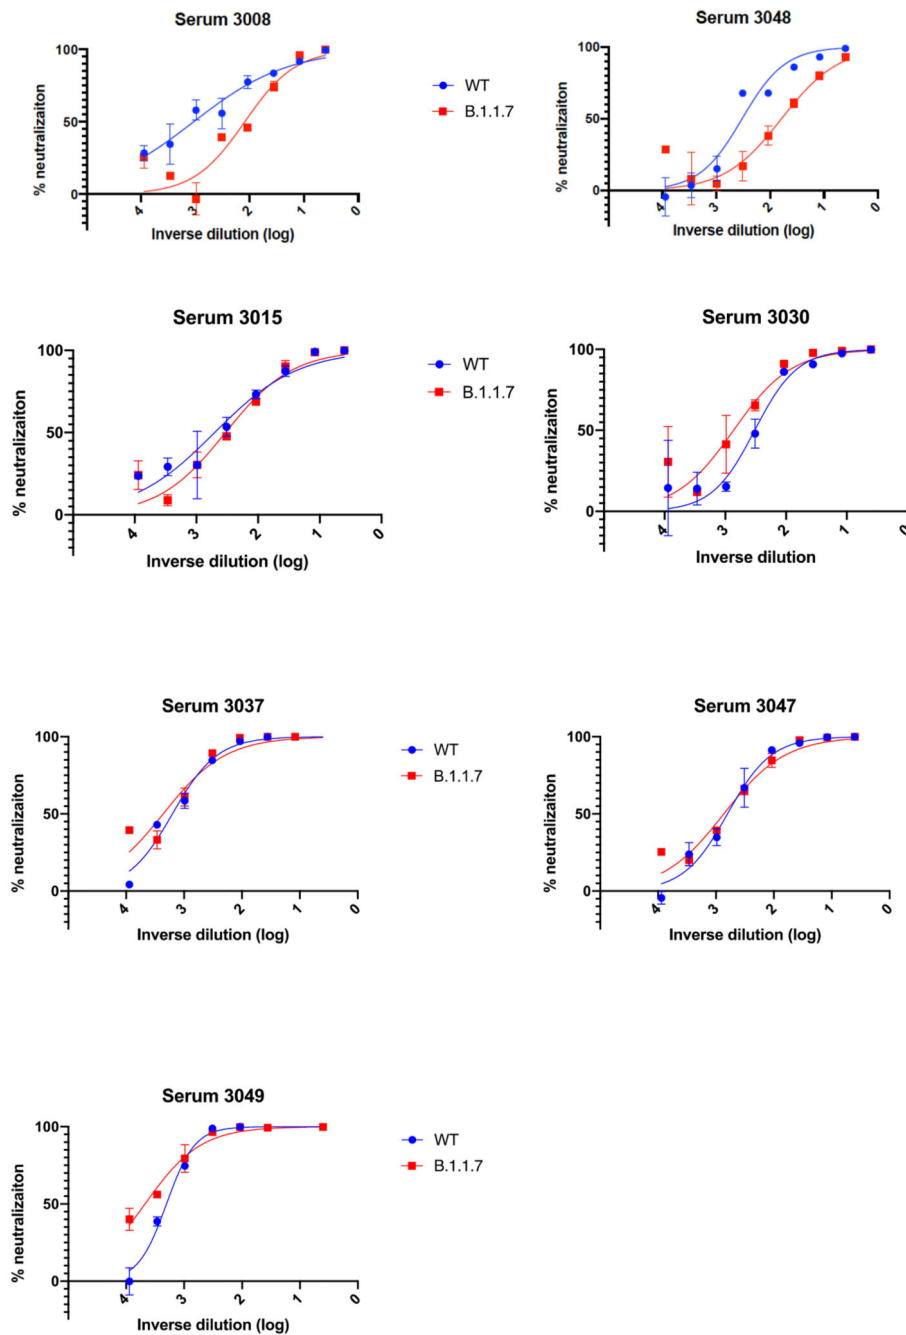 Serum 3008
100
50
0
% neutralizaiton
4 3 2 1 0
Inverse dilution (log)
WT
B.1.1.7
Serum 3048
100
50
0
% neutralizaiton
4 3 2 1 0
Inverse dilution (log)
Serum 3015
100
50
0
% neutralizaiton
4 3 2 1 0
Inverse dilution (log)
WT
B.1.1.7
Serum 3030
100
50
0
% neutralizaiton
4 3 2 1 0
Inverse dilution
Serum 3037
100
50
0
% neutralizaiton
4 3 2 1 0
Inverse dilution (log)
WT
B.1.1.7
Serum 3047
100
50
0
% neutralizaiton
4 3 2 1 0
Inverse dilution (log)
Serum 3049
100
50
0
% neutralizaiton
4 3 2 1 0
Inverse dilution (log)
WT
B.1.1.7